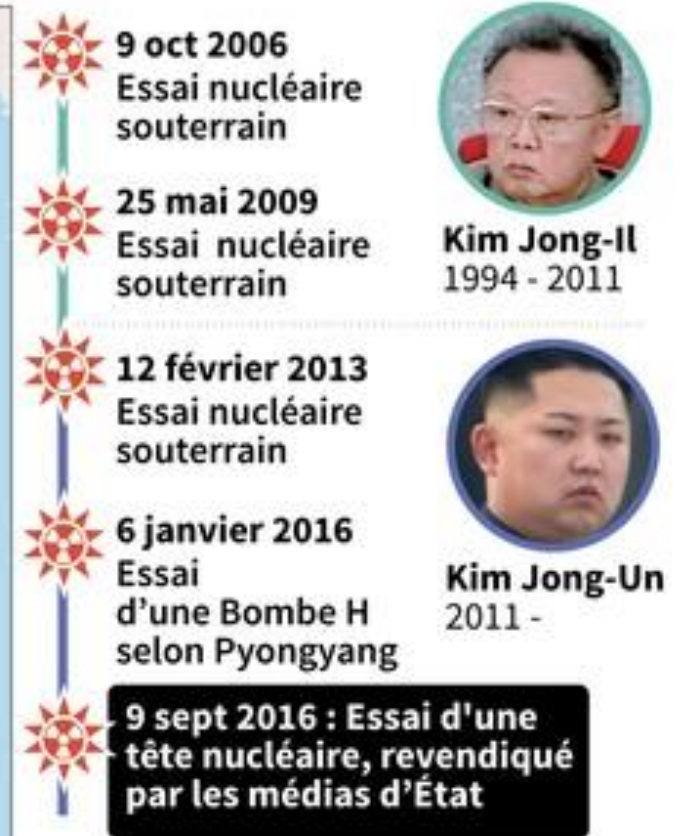 9 oct 2006
Essai nucléaire
souterrain
25 mai 2009
Essai nucléaire
souterrain
Kim Jong-Il
1994 - 2011
12 février 2013
Essai nucléaire
souterrain
6 janvier 2016
Essai
d'une Bombe H
selon Pyongyang
Kim Jong-Un
2011 -
9 sept 2016 : Essai d'une
tête nucléaire, revendiqué
par les médias d'État